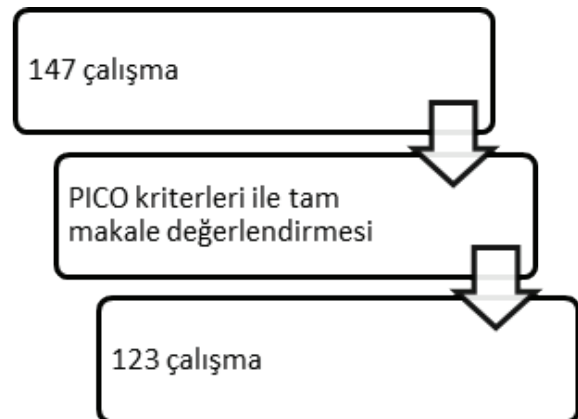 147 çalışma
PICO kriterleri ile tam
makale değerlendirmesi
123 çalışma